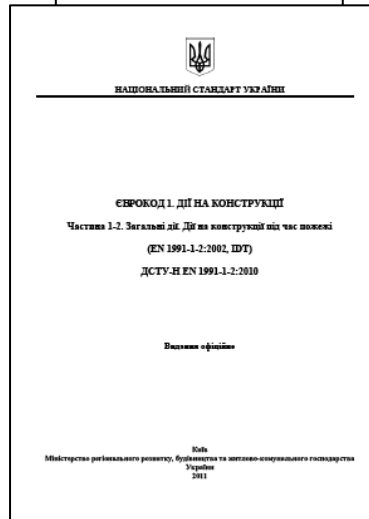 НАЦІОНАЛЬНИЙ СТАНДАРТ УКРАЇНИ
ЄВРОКОД 1. ДІЇ НА КОНСТРУКЦІЇ
Частина 1-2. Загальні дії. Дії на конструкції під час пожежі
(EN 1991-1-2:2002, IDT)
ДСТУ-Н EN 1991-1-2:2010
Видання офіційне
Київ
Міністерство регіонального розвитку, будівництва та житлово-комунального господарства
України
2011